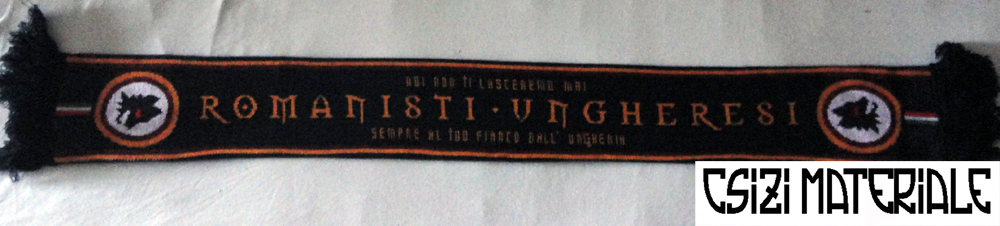 NOI NON TI LASCEREMO MAI
ROMANISTI · UNGHERESI
SEMPRE AL TUO FIANCO DALL' UNGHERIA
CSIZI MATERIALE